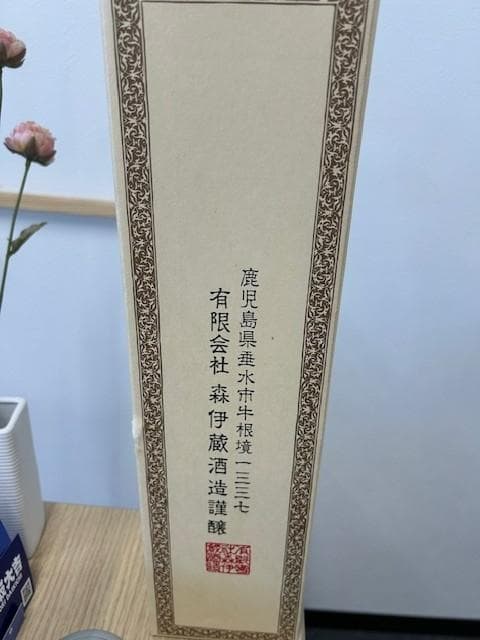 鹿児島県垂水市牛根境一三三七
有限会社 森伊蔵酒造謹醸